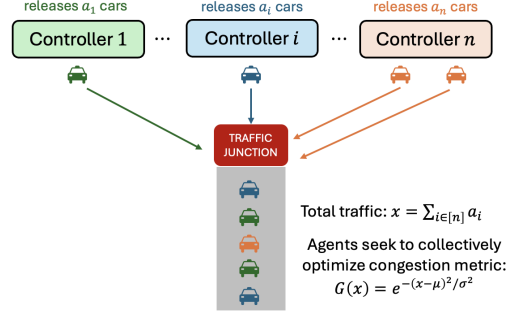 releases a₁ cars
releases aᵢ cars
releases aₙ cars
Controller 1
...
Controller i
...
Controller n
TRAFFIC
JUNCTION
Total traffic: x = ∑_{i∈[n]} aᵢ
Agents seek to collectively
optimize congestion metric:
G(x) = e^{−(x−μ)²/σ²}